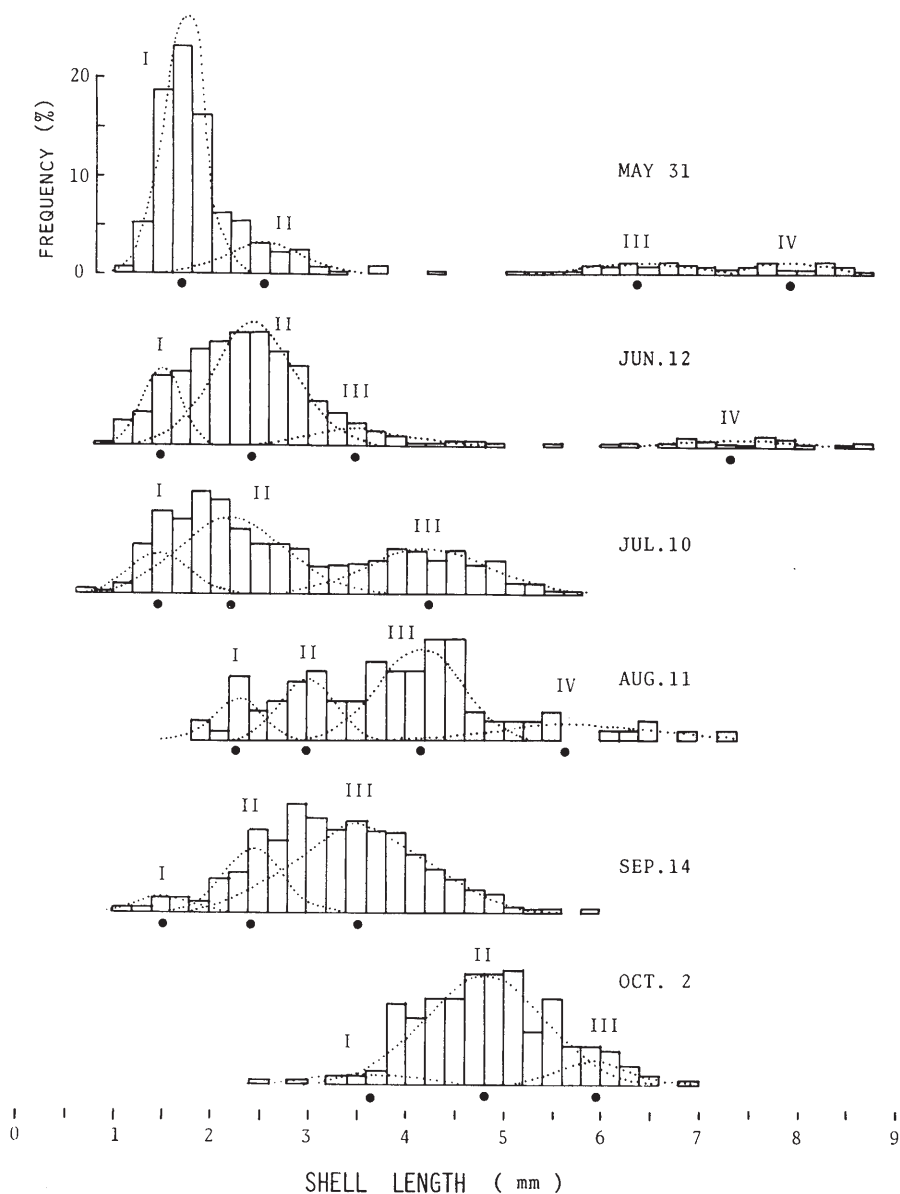 I
20
FREQUENCY (%)
MAY 31
10
II
III
IV
0
II
I
JUN.12
III
IV
I
II
III
JUL.10
III
II
I
IV
AUG.11
III
II
I
SEP.14
II
OCT. 2
III
I
0 1 2 3 4 5 6 7 8 9
SHELL LENGTH ( mm )